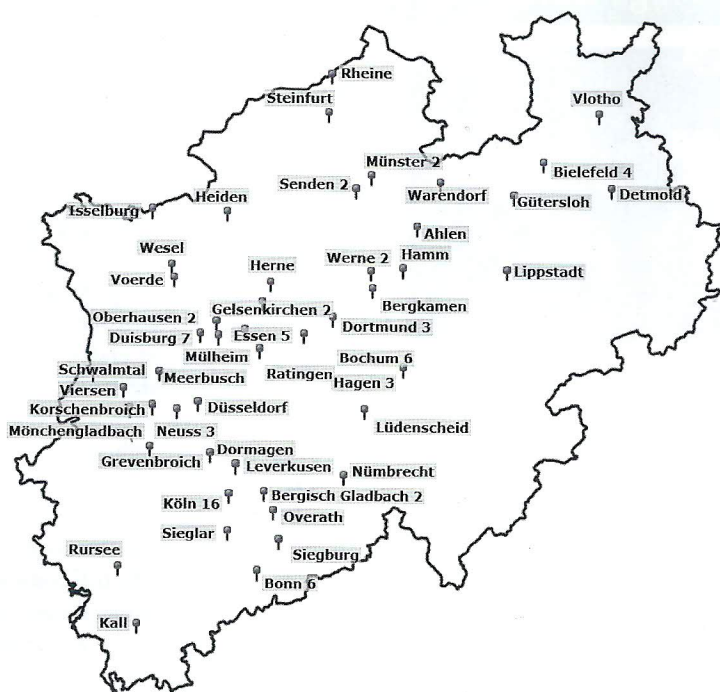 Rheine
Steinfurt
Vlotho
Münster 2
Bielefeld 4
Senden 2
Warendorf
Gütersloh
Detmold
Isselburg
Heiden
Ahlen
Wesel
Herne
Werne 2
Hamm
Lippstadt
Voerde
Bergkamen
Oberhausen 2
Gelsenkirchen 2
Dortmund 3
Duisburg 7
Essen 5
Mülheim
Bochum 6
Schwalmtal
Meerbusch
Ratingen
Hagen 3
Viersen
Korschenbroich
Düsseldorf
Lüdenscheid
Mönchengladbach
Neuss 3
Dormagen
Grevenbroich
Leverkusen
Nümbrecht
Köln 16
Bergisch Gladbach 2
Overath
Sieglar
Siegburg
Rursee
Bonn 6
Kall